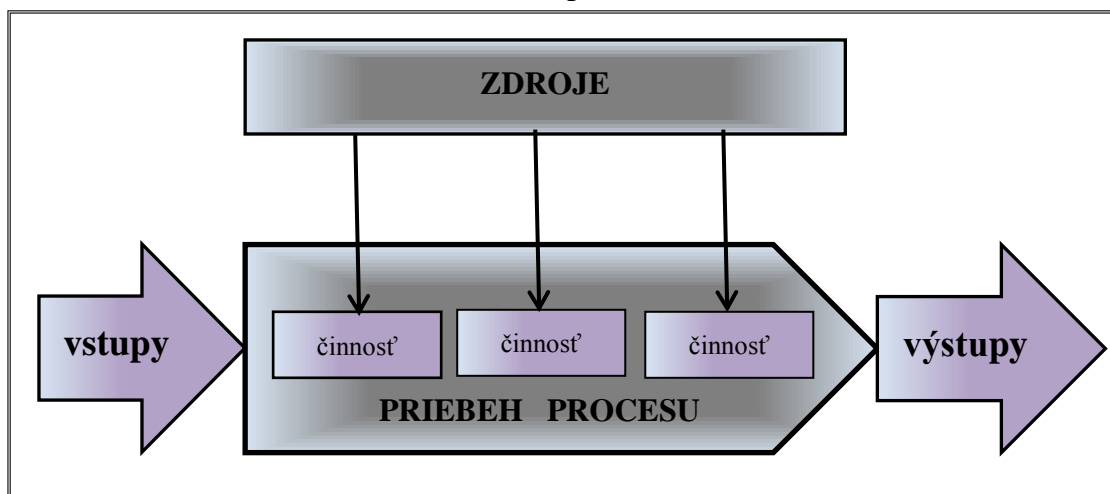 ZDROJE
vstupy
činnosť
činnosť
činnosť
výstupy
PRIEBEH PROCESU